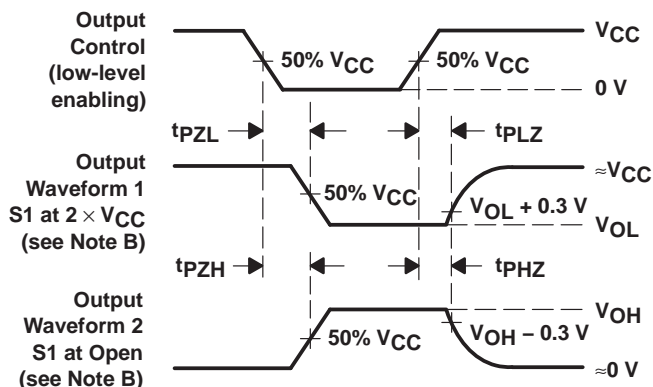 Output
Control
(low-level
enabling)
50% VCC
50% VCC
VCC
0 V
tPZL
tPLZ
Output
Waveform 1
S1 at 2 × VCC
(see Note B)
50% VCC
VOL + 0.3 V
≈VCC
VOL
tPZH
tPHZ
Output
Waveform 2
S1 at Open
(see Note B)
50% VCC
VOH − 0.3 V
VOH
≈0 V